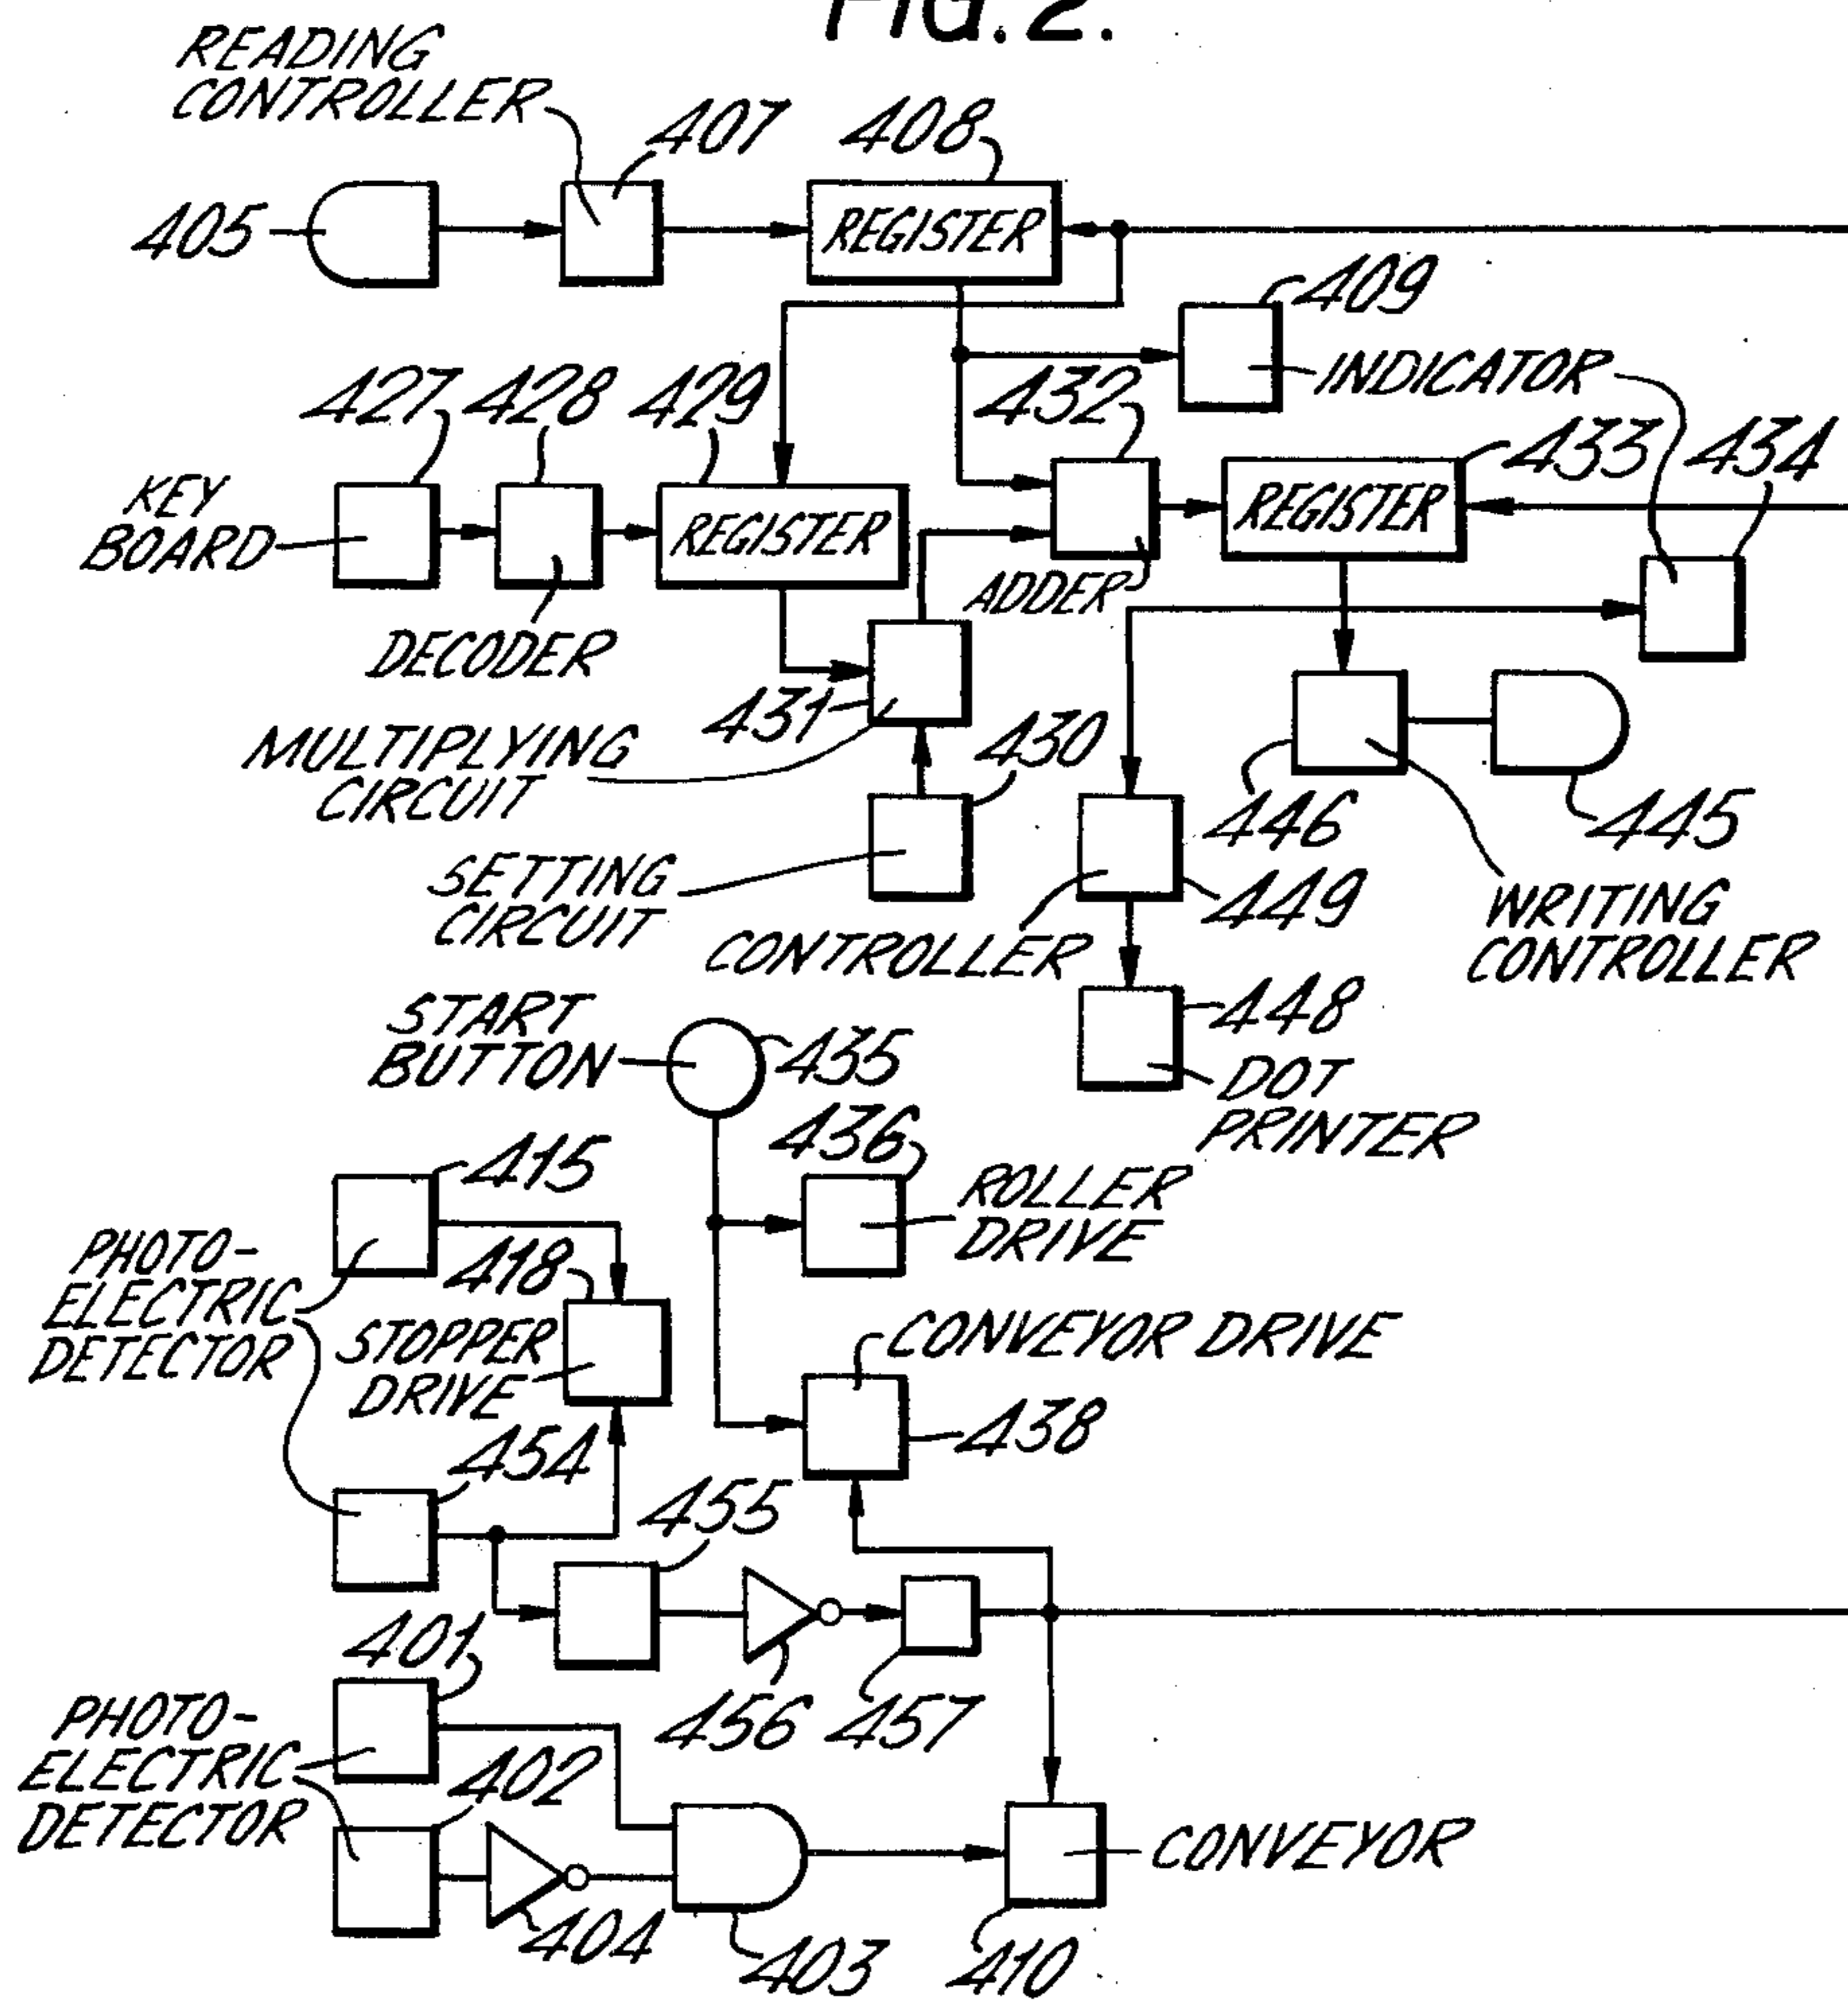 FIG. 2.
READING
CONTROLLER
407
408
405
REGISTER
409
INDICATOR
427
428
429
432
433
434
KEY
BOARD
REGISTER
REGISTER
ADDER
DECODER
431
430
MULTIPLYING
CIRCUIT
446
445
SETTING
CIRCUIT
449
WRITING
CONTROLLER
CONTROLLER
START
BUTTON
435
448
DOT
PRINTER
436
415
ROLLER
DRIVE
PHOTO-
ELECTRIC
DETECTOR
418
STOPPER
DRIVE
CONVEYOR DRIVE
438
454
455
401
456
457
PHOTO-
ELECTRIC
DETECTOR
402
CONVEYOR
404
403
410